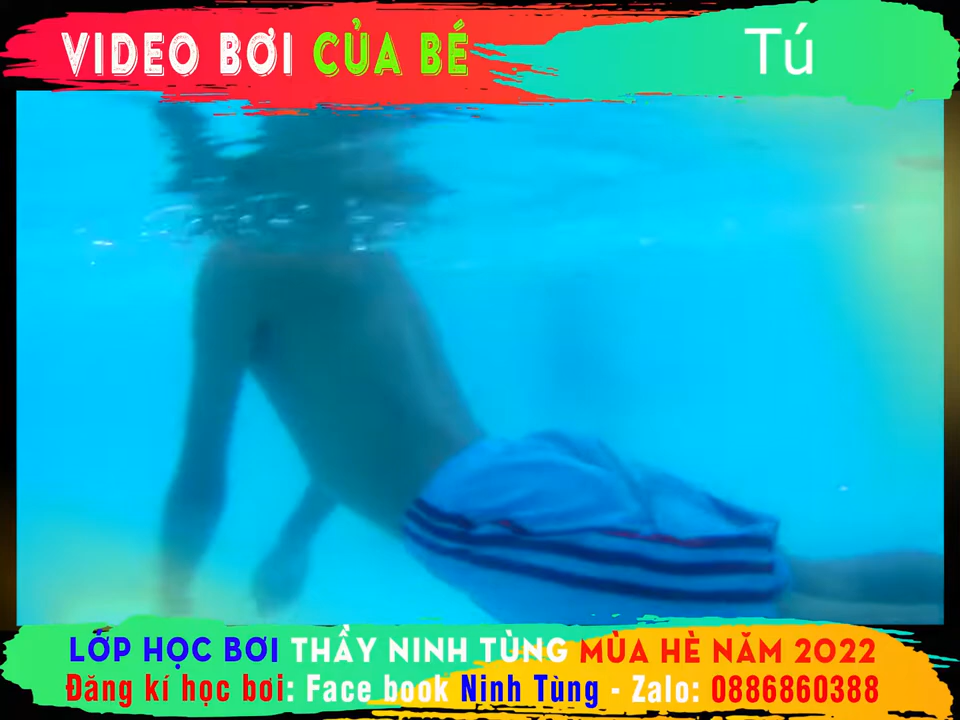 VIDEO BƠI CỦA BÉ
Tú
LỚP HỌC BƠI THẦY NINH TÙNG MÙA HÈ NĂM 2022
Đăng kí học bơi: Face book Ninh Tùng - Zalo: 0886860388